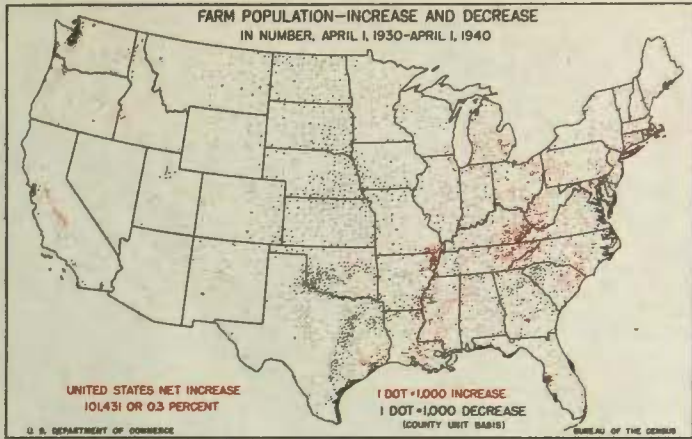 FARM POPULATION—INCREASE AND DECREASE
IN NUMBER, APRIL 1, 1930-APRIL 1, 1940
UNITED STATES NET INCREASE
101,431 OR 0.3 PERCENT
1 DOT=1,000 INCREASE
1 DOT=1,000 DECREASE
(COUNTY UNIT BASIS)
U. S. DEPARTMENT OF COMMERCE
BUREAU OF THE CENSUS